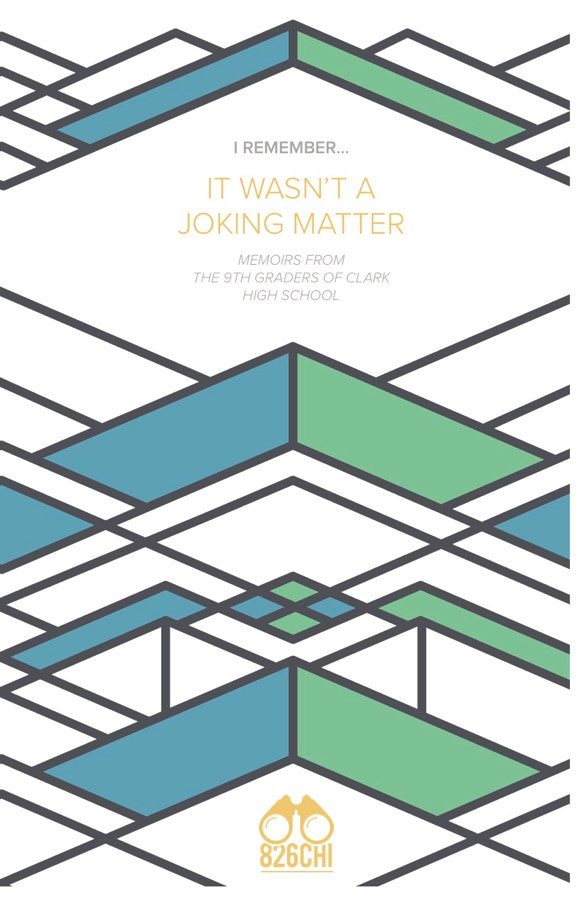 I REMEMBER...
IT WASN'T A
JOKING MATTER
MEMOIRS FROM
THE 9TH GRADERS OF CLARK
HIGH SCHOOL
826CHI